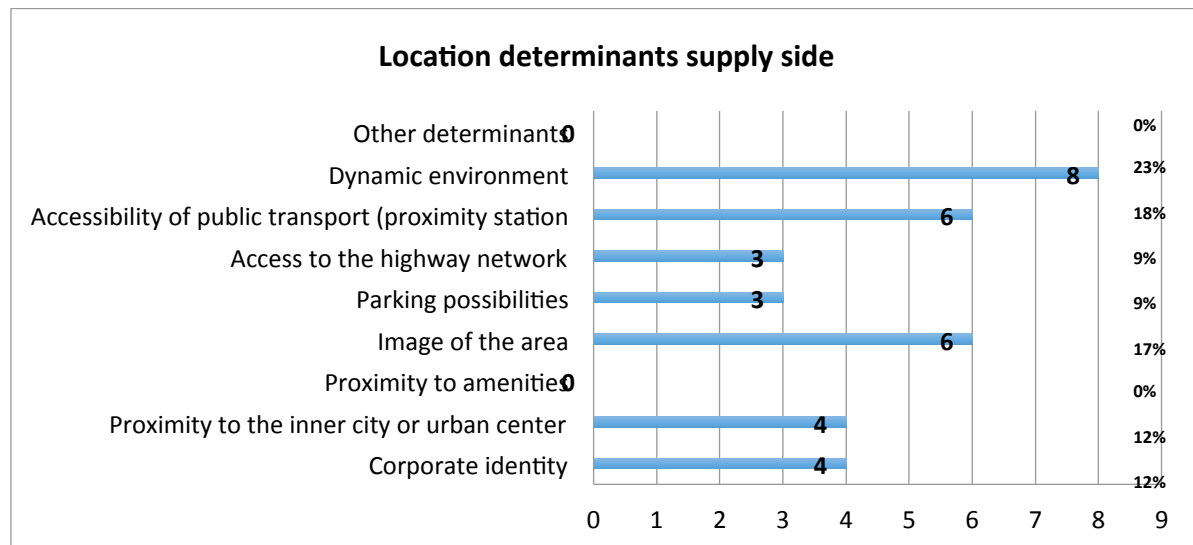 Location determinants supply side
Other determinants 0 0%
Dynamic environment 8 23%
Accessibility of public transport (proximity station 6 18%
Access to the highway network 3 9%
Parking possibilities 3 9%
Image of the area 6 17%
Proximity to amenities 0 0%
Proximity to the inner city or urban center 4 12%
Corporate identity 4 12%
0 1 2 3 4 5 6 7 8 9